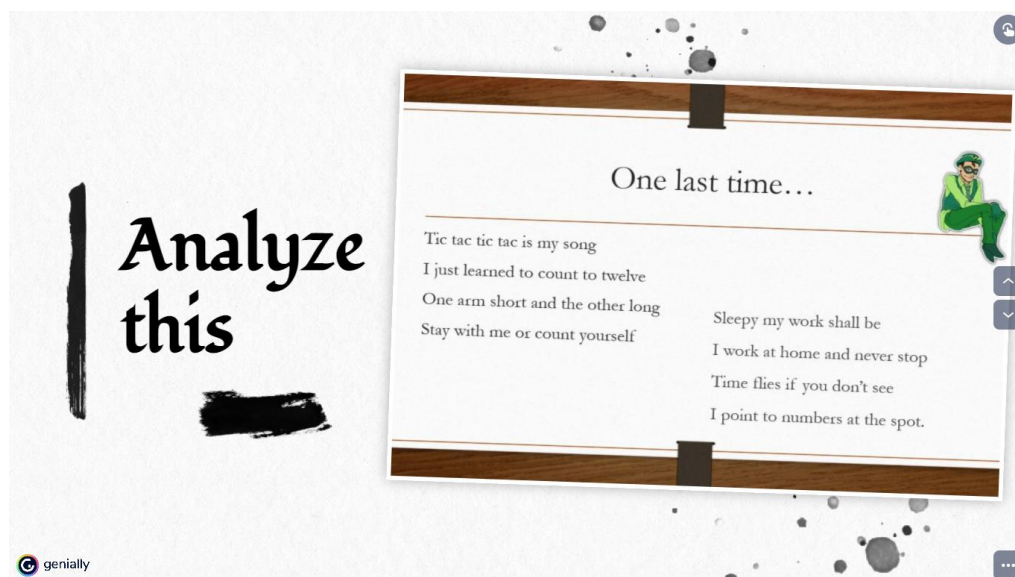 Analyze
this
One last time...
Tic tac tic tac is my song
I just learned to count to twelve
One arm short and the other long
Stay with me or count yourself
Sleepy my work shall be
I work at home and never stop
Time flies if you don't see
I point to numbers at the spot.
genially